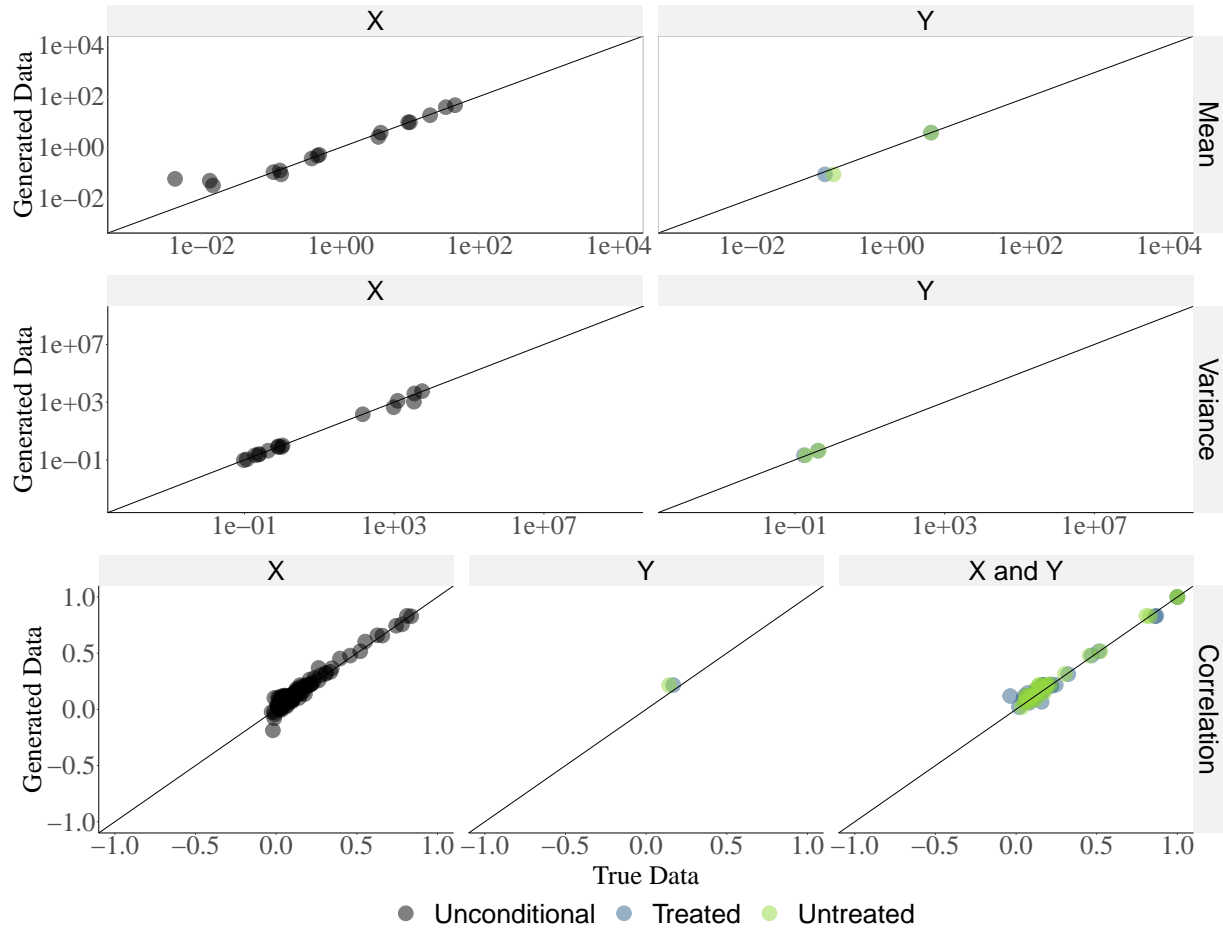 X
Y
Generated Data
1e+04
1e+02
1e+00
1e−02
Mean
1e−02
1e+00
1e+02
1e+04
1e−02
1e+00
1e+02
1e+04
X
Y
Generated Data
1e+07
1e+03
1e−01
Variance
1e−01
1e+03
1e+07
1e−01
1e+03
1e+07
X
Y
X and Y
Generated Data
1.0
0.5
0.0
−0.5
−1.0
Correlation
−1.0
−0.5
0.0
0.5
1.0
−1.0
−0.5
0.0
0.5
1.0
−1.0
−0.5
0.0
0.5
1.0
True Data
Unconditional
Treated
Untreated